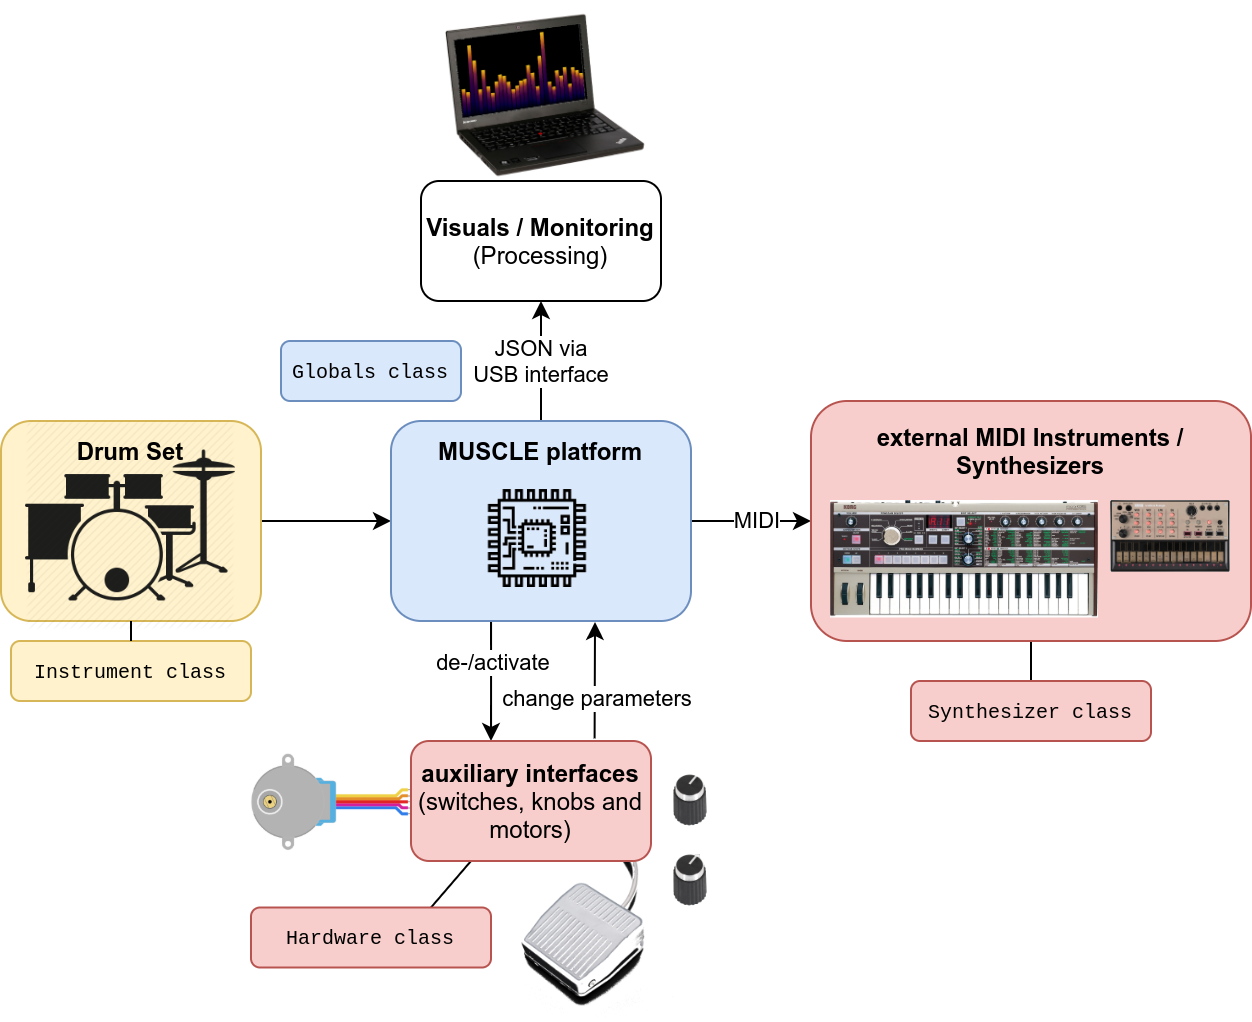 Visuals / Monitoring
(Processing)
JSON via
USB interface
Globals class
Drum Set
MUSCLE platform
MIDI
external MIDI Instruments /
Synthesizers
KORG
Instrument class
de-/activate
change parameters
Synthesizer class
auxiliary interfaces
(switches, knobs and
motors)
Hardware class